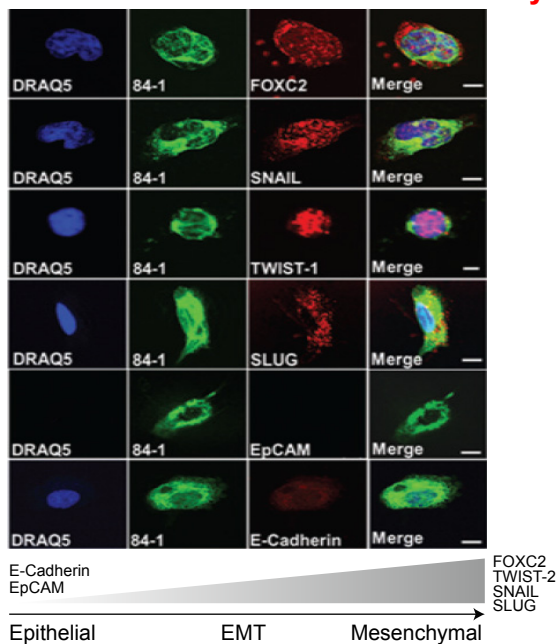 DRAQ5 84-1 FOXC2 Merge
DRAQ5 84-1 SNAIL Merge
DRAQ5 84-1 TWIST-1 Merge
DRAQ5 84-1 SLUG Merge
DRAQ5 84-1 EpCAM Merge
DRAQ5 84-1 E-Cadherin Merge
E-Cadherin
EpCAM
FOXC2
TWIST-2
SNAIL
SLUG
Epithelial EMT Mesenchymal